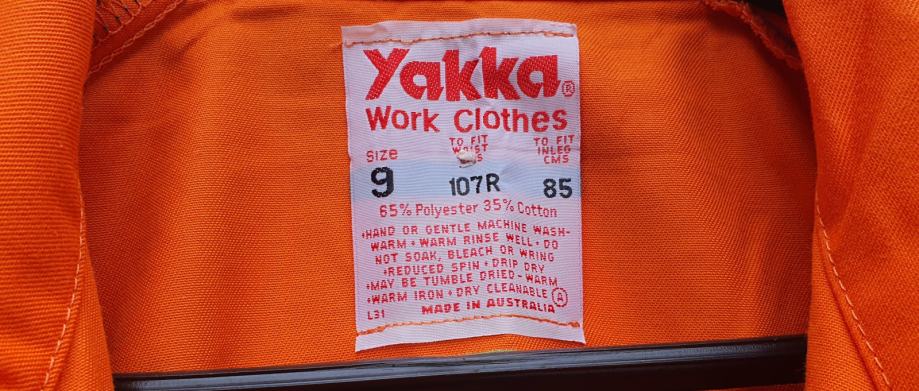 Yakka®
Work Clothes
SIZE TO FIT WAIST CMS TO FIT INLEG CMS
9 107R 85
65% Polyester 35% Cotton
•HAND OR GENTLE MACHINE WASH-
WARM • WARM RINSE WELL • DO
NOT SOAK, BLEACH OR WRING
•REDUCED SPIN • DRIP DRY
•MAY BE TUMBLE DRIED-WARM
•WARM IRON • DRY CLEANABLE Ⓐ
L31 MADE IN AUSTRALIA